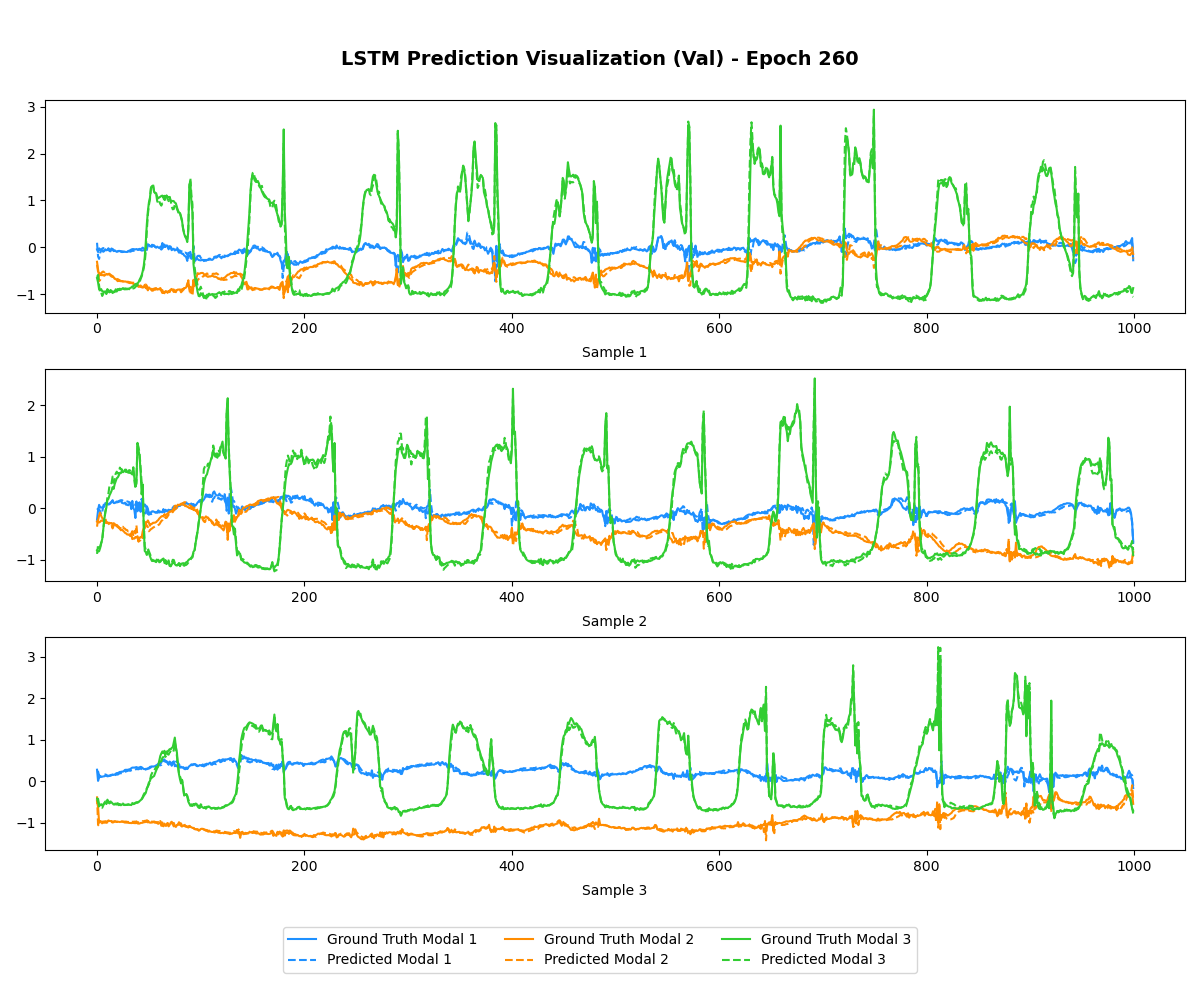 LSTM Prediction Visualization (Val) - Epoch 260
3
2
1
0
−1
0 200 400 600 800 1000
Sample 1
2
1
0
−1
0 200 400 600 800 1000
Sample 2
3
2
1
0
−1
0 200 400 600 800 1000
Sample 3
Ground Truth Modal 1 Ground Truth Modal 2 Ground Truth Modal 3
Predicted Modal 1 Predicted Modal 2 Predicted Modal 3